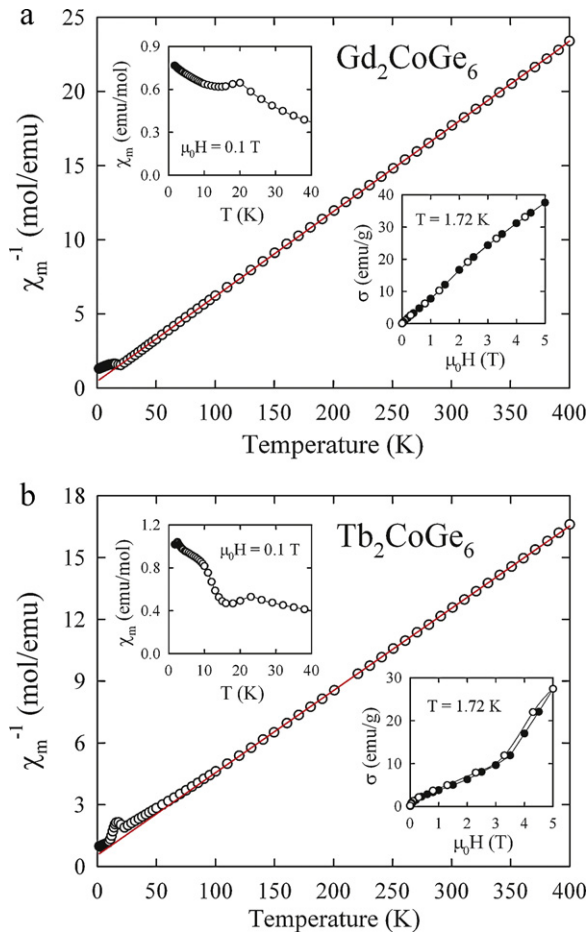 a
Gd₂CoGe₆
χₘ⁻¹ (mol/emu)
25
20
15
10
5
0
0 50 100 150 200 250 300 350 400
Temperature (K)
χₘ (emu/mol)
0.9
0.6
0.3
0.0
μ₀H = 0.1 T
0 10 20 30 40
T (K)
σ (emu/g)
40
30
20
10
0
T = 1.72 K
0 1 2 3 4 5
μ₀H (T)
b
Tb₂CoGe₆
χₘ⁻¹ (mol/emu)
18
15
12
9
6
3
0
0 50 100 150 200 250 300 350 400
Temperature (K)
χₘ (emu/mol)
1.2
0.8
0.4
0.0
μ₀H = 0.1 T
0 10 20 30 40
T (K)
σ (emu/g)
30
20
10
0
T = 1.72 K
0 1 2 3 4 5
μ₀H (T)